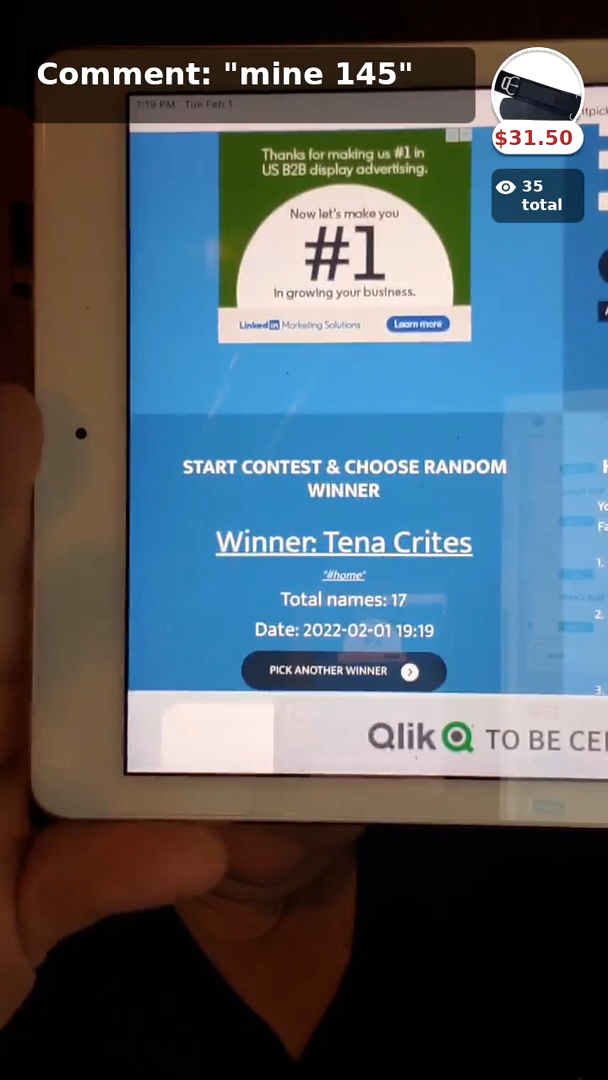 Comment: "mine 145"
$31.50
35
total
7:19 PM Tue Feb 1
Thanks for making us #1 in
US B2B display advertising.
Now let's make you
#1
in growing your business.
Linked in Marketing Solutions
Learn more
START CONTEST & CHOOSE RANDOM
WINNER
Winner: Tena Crites
"#home"
Total names: 17
Date: 2022-02-01 19:19
PICK ANOTHER WINNER
1.
2.
3.
Qlik TO BE